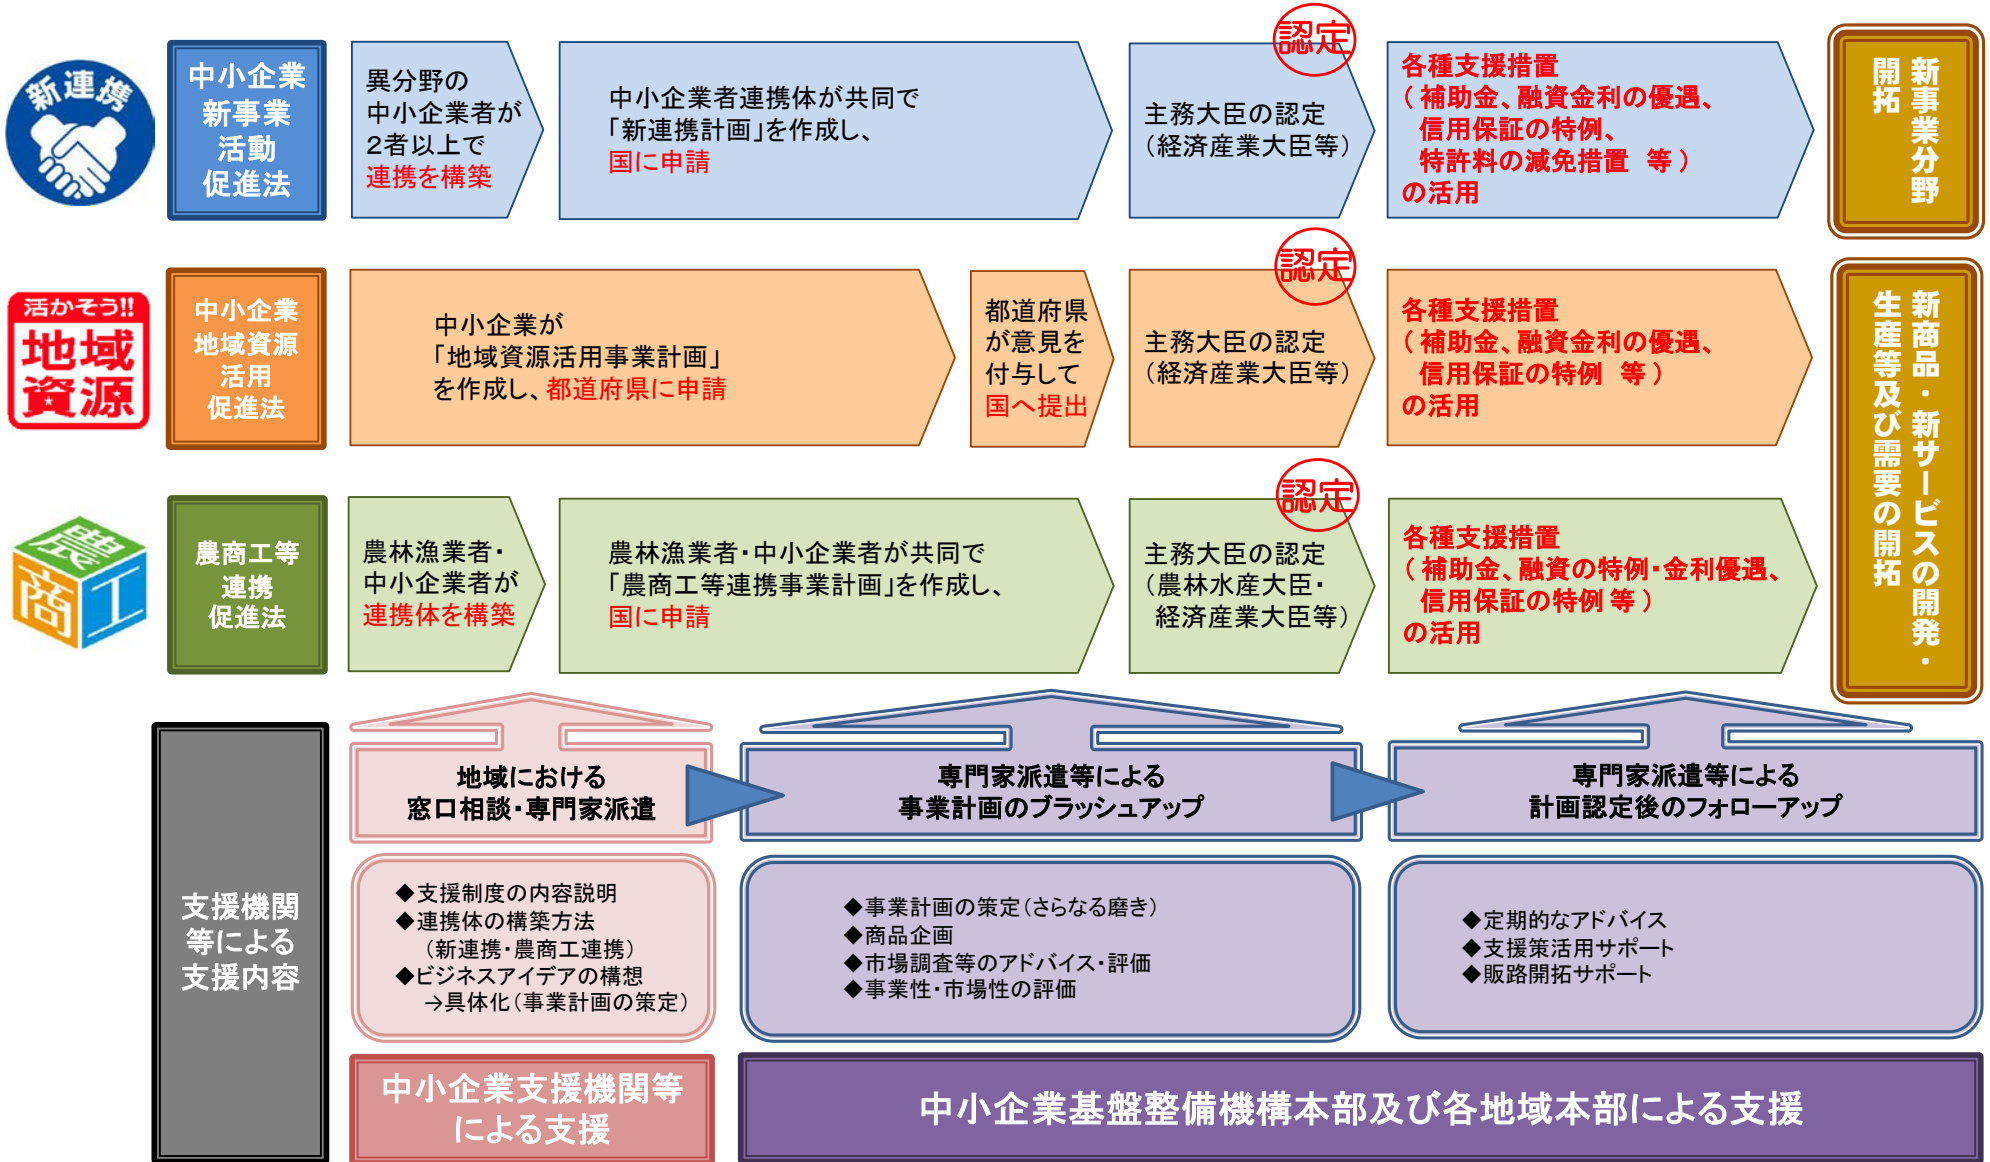 新連携
中小企業
新事業
活動
促進法
異分野の
中小企業者が
2者以上で
連携を構築
中小企業者連携体が共同で
「新連携計画」を作成し、
国に申請
認定
主務大臣の認定
（経済産業大臣等）
各種支援措置
（補助金、融資金利の優遇、
信用保証の特例、
特許料の減免措置 等）
の活用
新事業分野
開拓
活かそう!!
地域
資源
中小企業
地域資源
活用
促進法
中小企業が
「地域資源活用事業計画」
を作成し、都道府県に申請
都道府県
が意見を
付与して
国へ提出
認定
主務大臣の認定
（経済産業大臣等）
各種支援措置
（補助金、融資金利の優遇、
信用保証の特例 等）
の活用
新商品・新サービスの開発・
生産等及び需要の開拓
農
商工
農商工等
連携
促進法
農林漁業者・
中小企業者が
連携体を構築
農林漁業者・中小企業者が共同で
「農商工等連携事業計画」を作成し、
国に申請
認定
主務大臣の認定
（農林水産大臣・
経済産業大臣等）
各種支援措置
（補助金、融資の特例・金利優遇、
信用保証の特例 等）
の活用
支援機関
等による
支援内容
地域における
窓口相談・専門家派遣
◆支援制度の内容説明
◆連携体の構築方法
（新連携・農商工連携）
◆ビジネスアイデアの構想
→具体化（事業計画の策定）
中小企業支援機関等
による支援
専門家派遣等による
事業計画のブラッシュアップ
◆事業計画の策定（さらなる磨き）
◆商品企画
◆市場調査等のアドバイス・評価
◆事業性・市場性の評価
専門家派遣等による
計画認定後のフォローアップ
◆定期的なアドバイス
◆支援策活用サポート
◆販路開拓サポート
中小企業基盤整備機構本部及び各地域本部による支援